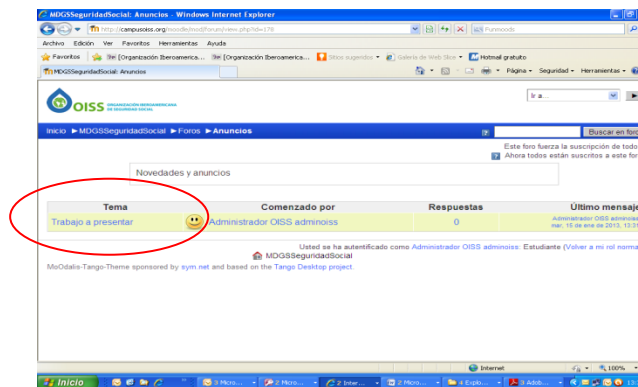 MDGSSeguridadSocial: Anuncios - Windows Internet Explorer
http://campusoiss.org/moodle/mod/forum/view.php?id=178
Funmoods
Archivo Edición Ver Favoritos Herramientas Ayuda
Favoritos [Organización Iberoamerica... [Organización Iberoamerica... Sitios sugeridos Galería de Web Slice Hotmail gratuito
MDGSSeguridadSocial: Anuncios Página Seguridad Herramientas
OISS ORGANIZACIÓN IBEROAMERICANA DE SEGURIDAD SOCIAL
Ir a...
Inicio ► MDGSSeguridadSocial ► Foros ► Anuncios Buscar en foro
Este foro fuerza la suscripción de todo
Ahora todos están suscritos a este for
Novedades y anuncios
Tema Comenzado por Respuestas Último mensaje
Trabajo a presentar Administrador OISS adminoiss 0 Administrador OISS adminoiss
mar, 15 de ene de 2013, 13:31
Usted se ha autentificado como Administrador OISS adminoiss: Estudiante (Volver a mi rol norma
MDGSSeguridadSocial
MoOdalis-Tango-Theme sponsored by sym.net and based on the Tango Desktop project.
Internet 100%
Inicio 3 Micro... 2 Micro... 2 Inter... 2 Micro... 4 Explo... 3 Adob...